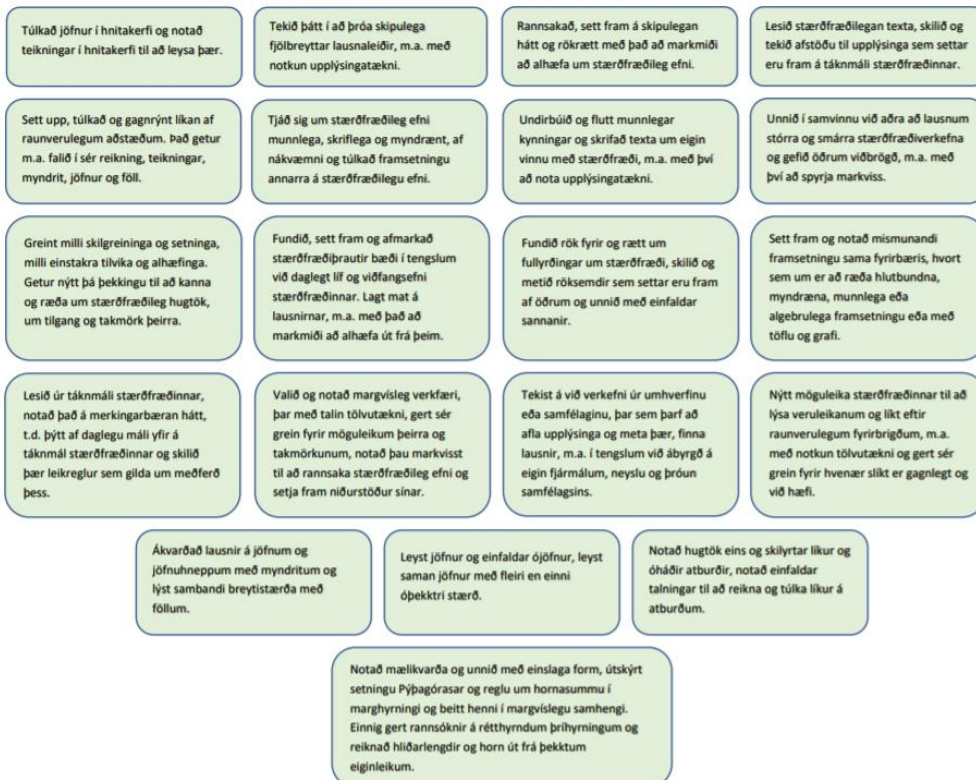 Túlkað jöfnur í hnitakerfi og notað
teikningar í hnitakerfi til að leysa þær.
Tekið þátt í að þróa skipulega
fjölbreyttar lausnaleiðir, m.a. með
notkun upplýsingatækni.
Rannsakað, sett fram á skipulegan
hátt og rökrætt með það að markmiði
að alhæfa um stærðfræðileg efni.
Lesið stærðfræðilegan texta, skilið og
tekið afstöðu til upplýsinga sem settar
eru fram á táknmáli stærðfræðinnar.
Sett upp, túlkað og gagnrýnt líkan af
raunverulegum aðstæðum. Það getur
m.a. falið í sér reikning, teikningar,
myndrit, jöfnur og föll.
Tjáð sig um stærðfræðileg efni
munnlega, skriflega og myndrænt, af
nákvæmni og túlkað framsetningu
annarra á stærðfræðilegu efni.
Undirbúið og flutt munnlegar
kynningar og skrifað texta um eigin
vinnu með stærðfræði, m.a. með því
að nota upplýsingatækni.
Unnið í samvinnu við aðra að lausnum
stórra og smárra stærðfræðiverkefna
og gefið öðrum viðbrögð, m.a. með
því að spyrja markviss.
Greint milli skilgreininga og setninga,
milli einstakra tilvika og alhæfinga.
Getur nýtt þá þekkingu til að kanna
og ræða um stærðfræðileg hugtök,
um tilgang og takmörk þeirra.
Fundið, sett fram og afmarkað
stærðfræðiþrautir bæði í tengslum
við daglegt líf og viðfangsefni
stærðfræðinnar. Lagt mat á
lausnirnar, m.a. með það að
markmiði að alhæfa út frá þeim.
Fundið rök fyrir og rætt um
fullyrðingar um stærðfræði, skilið og
metið röksemdir sem settar eru fram
af öðrum og unnið með einfaldar
sannanir.
Sett fram og notað mismunandi
framsetningu sama fyrirbæris, hvort
sem um er að ræða hlutbundna,
myndræna, munnlega eða
algebrulega framsetningu eða með
töflu og grafi.
Lesið úr táknmáli stærðfræðinnar,
notað það á merkingarbæran hátt,
t.d. þýtt af daglegu máli yfir á
táknmál stærðfræðinnar og skilið
þær leikreglur sem gilda um meðferð
þess.
Valið og notað margvísleg verkfæri,
þar með talin tölvutækni, gert sér
grein fyrir möguleikum þeirra og
takmörkunum, notað þau markvisst
til að rannsaka stærðfræðileg efni og
setja fram niðurstöður sínar.
Tekist á við verkefni úr umhverfinu
eða samfélaginu, þar sem þarf að
afla upplýsinga og meta þær, finna
lausnir, m.a. í tengslum við ábyrgð á
eigin fjármálum, neyslu og þróun
samfélagsins.
Nýtt möguleika stærðfræðinnar til að
lýsa veruleikanum og líkt eftir
raunverulegum fyrirbrigðum, m.a.
með notkun tölvutækni og gert sér
grein fyrir hvenær slíkt er gagnlegt og
við hæfi.
Ákvarðað lausnir á jöfnum og
jöfnuhneppum með myndritum og
lýst sambandi breytistærða með
föllum.
Leyst jöfnur og einfaldar ójöfnur, leyst
saman jöfnur með fleiri en einni
óþekktri stærð.
Notað hugtök eins og skilyrtar líkur og
óháðir atburðir, notað einfaldar
talningar til að reikna og túlka líkur á
atburðum.
Notað mælikvarða og unnið með einslaga form, útskýrt
setningu Pýþagórasar og reglu um hornasummu í
marghyrningi og beitt henni í margvíslegu samhengi.
Einnig gert rannsóknir á rétthyrndum þríhyrningum og
reiknað hliðarlengdir og horn út frá þekktum
eiginleikum.